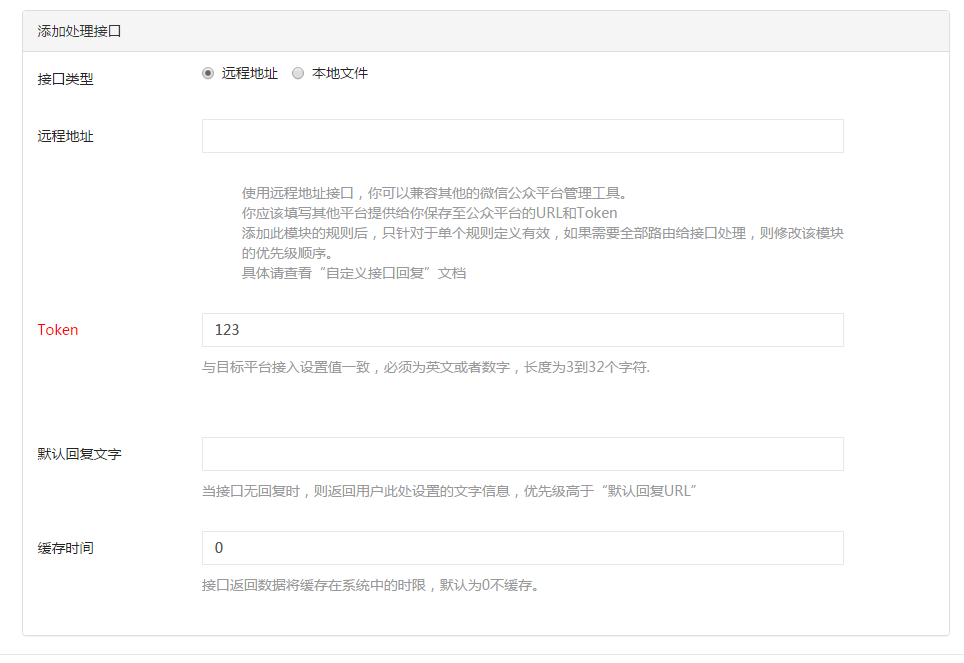 添加处理接口
接口类型
远程地址 本地文件
远程地址
使用远程地址接口，你可以兼容其他的微信公众平台管理工具。
你应该填写其他平台提供给你保存至公众平台的URL和Token
添加此模块的规则后，只针对于单个规则定义有效，如果需要全部路由给接口处理，则修改该模块
的优先级顺序。
具体请查看“自定义接口回复”文档
Token
123
与目标平台接入设置值一致，必须为英文或者数字，长度为3到32个字符.
默认回复文字
当接口无回复时，则返回用户此处设置的文字信息，优先级高于“默认回复URL”
缓存时间
0
接口返回数据将缓存在系统中的时限，默认为0不缓存。